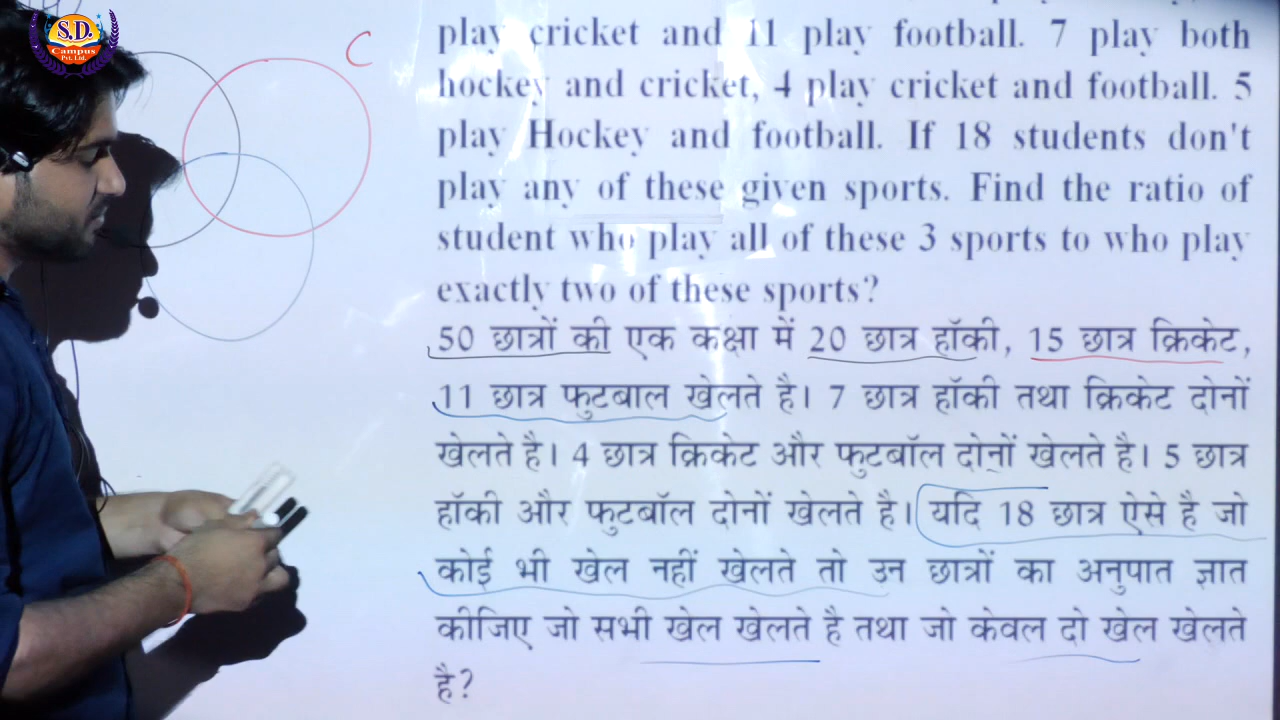 S.D.
Campus
Pvt. Ltd.
C
play cricket and 11 play football. 7 play both
hockey and cricket, 4 play cricket and football. 5
play Hockey and football. If 18 students don't
play any of these given sports. Find the ratio of
student who play all of these 3 sports to who play
exactly two of these sports?
50 छात्रों की एक कक्षा में 20 छात्र हॉकी, 15 छात्र क्रिकेट,
11 छात्र फुटबाल खेलते है। 7 छात्र हॉकी तथा क्रिकेट दोनों
खेलते है। 4 छात्र क्रिकेट और फुटबॉल दोनों खेलते है। 5 छात्र
हॉकी और फुटबॉल दोनों खेलते है। यदि 18 छात्र ऐसे है जो
कोई भी खेल नहीं खेलते तो उन छात्रों का अनुपात ज्ञात
कीजिए जो सभी खेल खेलते है तथा जो केवल दो खेल खेलते
है?